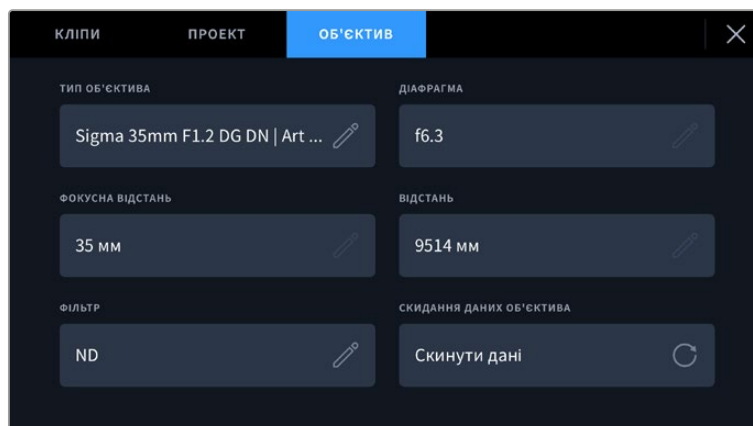 КЛІПИ ПРОЕКТ ОБ'ЄКТИВ
ТИП ОБ'ЄКТИВА ДІАФРАГМА
Sigma 35mm F1.2 DG DN | Art ... f6.3
ФОКУСНА ВІДСТАНЬ ВІДСТАНЬ
35 мм 9514 мм
ФІЛЬТР СКИДАННЯ ДАНИХ ОБ'ЄКТИВА
ND Скинути дані